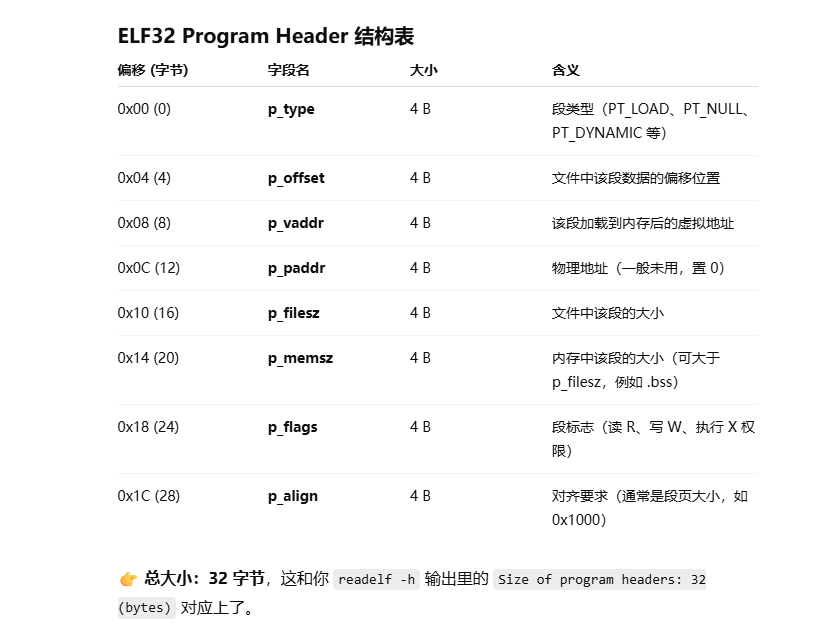 ELF32 Program Header 结构表
偏移 (字节) 字段名 大小 含义
0x00 (0) p_type 4 B 段类型（PT_LOAD、PT_NULL、
PT_DYNAMIC 等）
0x04 (4) p_offset 4 B 文件中该段数据的偏移位置
0x08 (8) p_vaddr 4 B 该段加载到内存后的虚拟地址
0x0C (12) p_paddr 4 B 物理地址（一般未用，置 0）
0x10 (16) p_filesz 4 B 文件中该段的大小
0x14 (20) p_memsz 4 B 内存中该段的大小（可大于
p_filesz，例如 .bss）
0x18 (24) p_flags 4 B 段标志（读 R、写 W、执行 X 权
限）
0x1C (28) p_align 4 B 对齐要求（通常是段页大小，如
0x1000）
👉 总大小：32 字节，这和你 readelf -h 输出里的 Size of program headers: 32
(bytes) 对应上了。